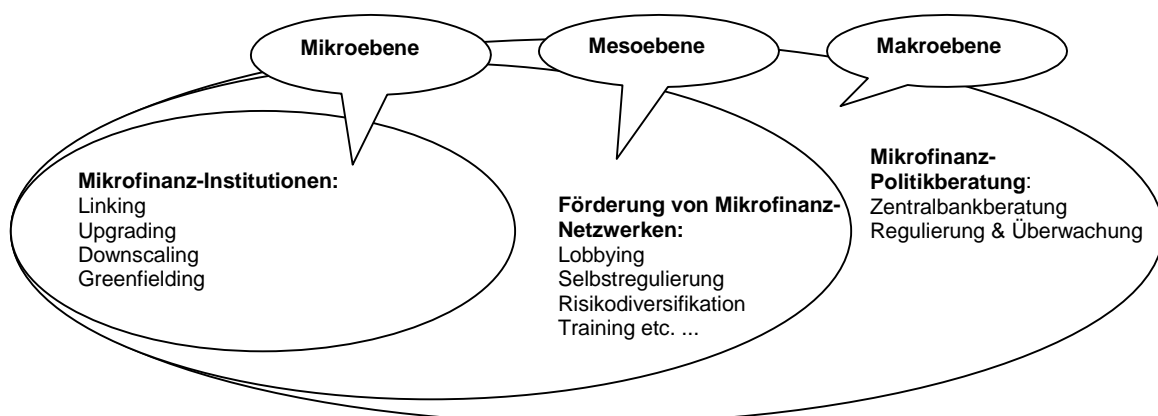 Mikroebene
Mesoebene
Makroebene
Mikrofinanz-Institutionen:
Linking
Upgrading
Downscaling
Greenfielding
Förderung von Mikrofinanz-
Netzwerken:
Lobbying
Selbstregulierung
Risikodiversifikation
Training etc. ...
Mikrofinanz-
Politikberatung:
Zentralbankberatung
Regulierung & Überwachung